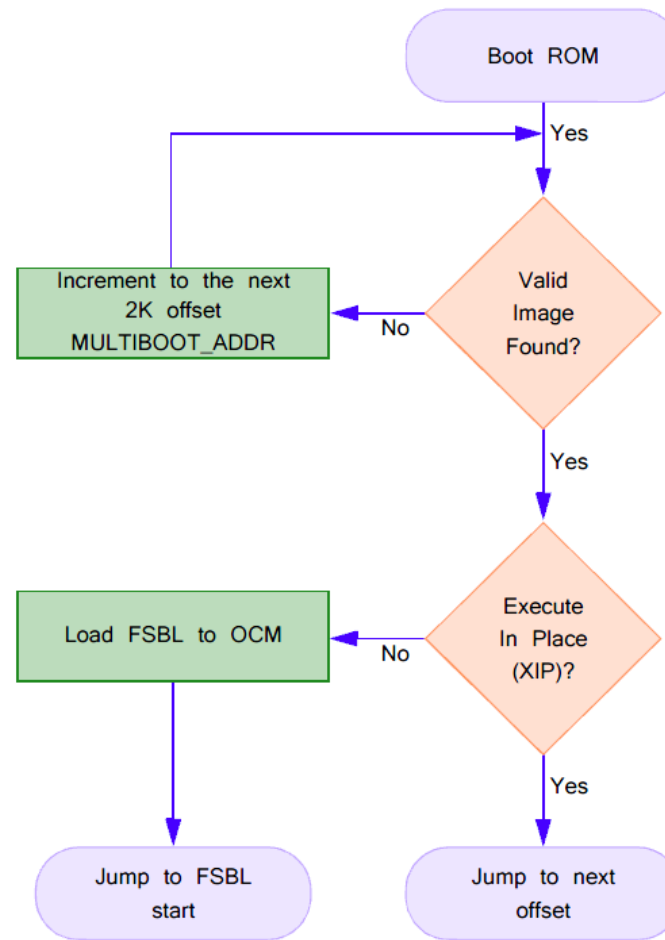 Boot ROM
Yes
Increment to the next
2K offset
MULTIBOOT_ADDR
No
Valid
Image
Found?
Yes
Load FSBL to OCM
No
Execute
In Place
(XIP)?
Yes
Jump to FSBL
start
Jump to next
offset